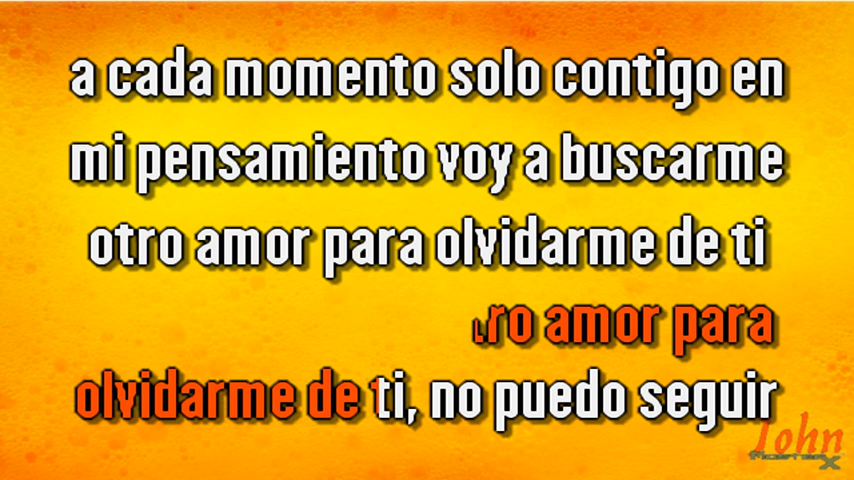 a cada momento solo contigo en
mi pensamiento voy a buscarme
otro amor para olvidarme de ti
amor para
olvidarme de ti, no puedo seguir
John